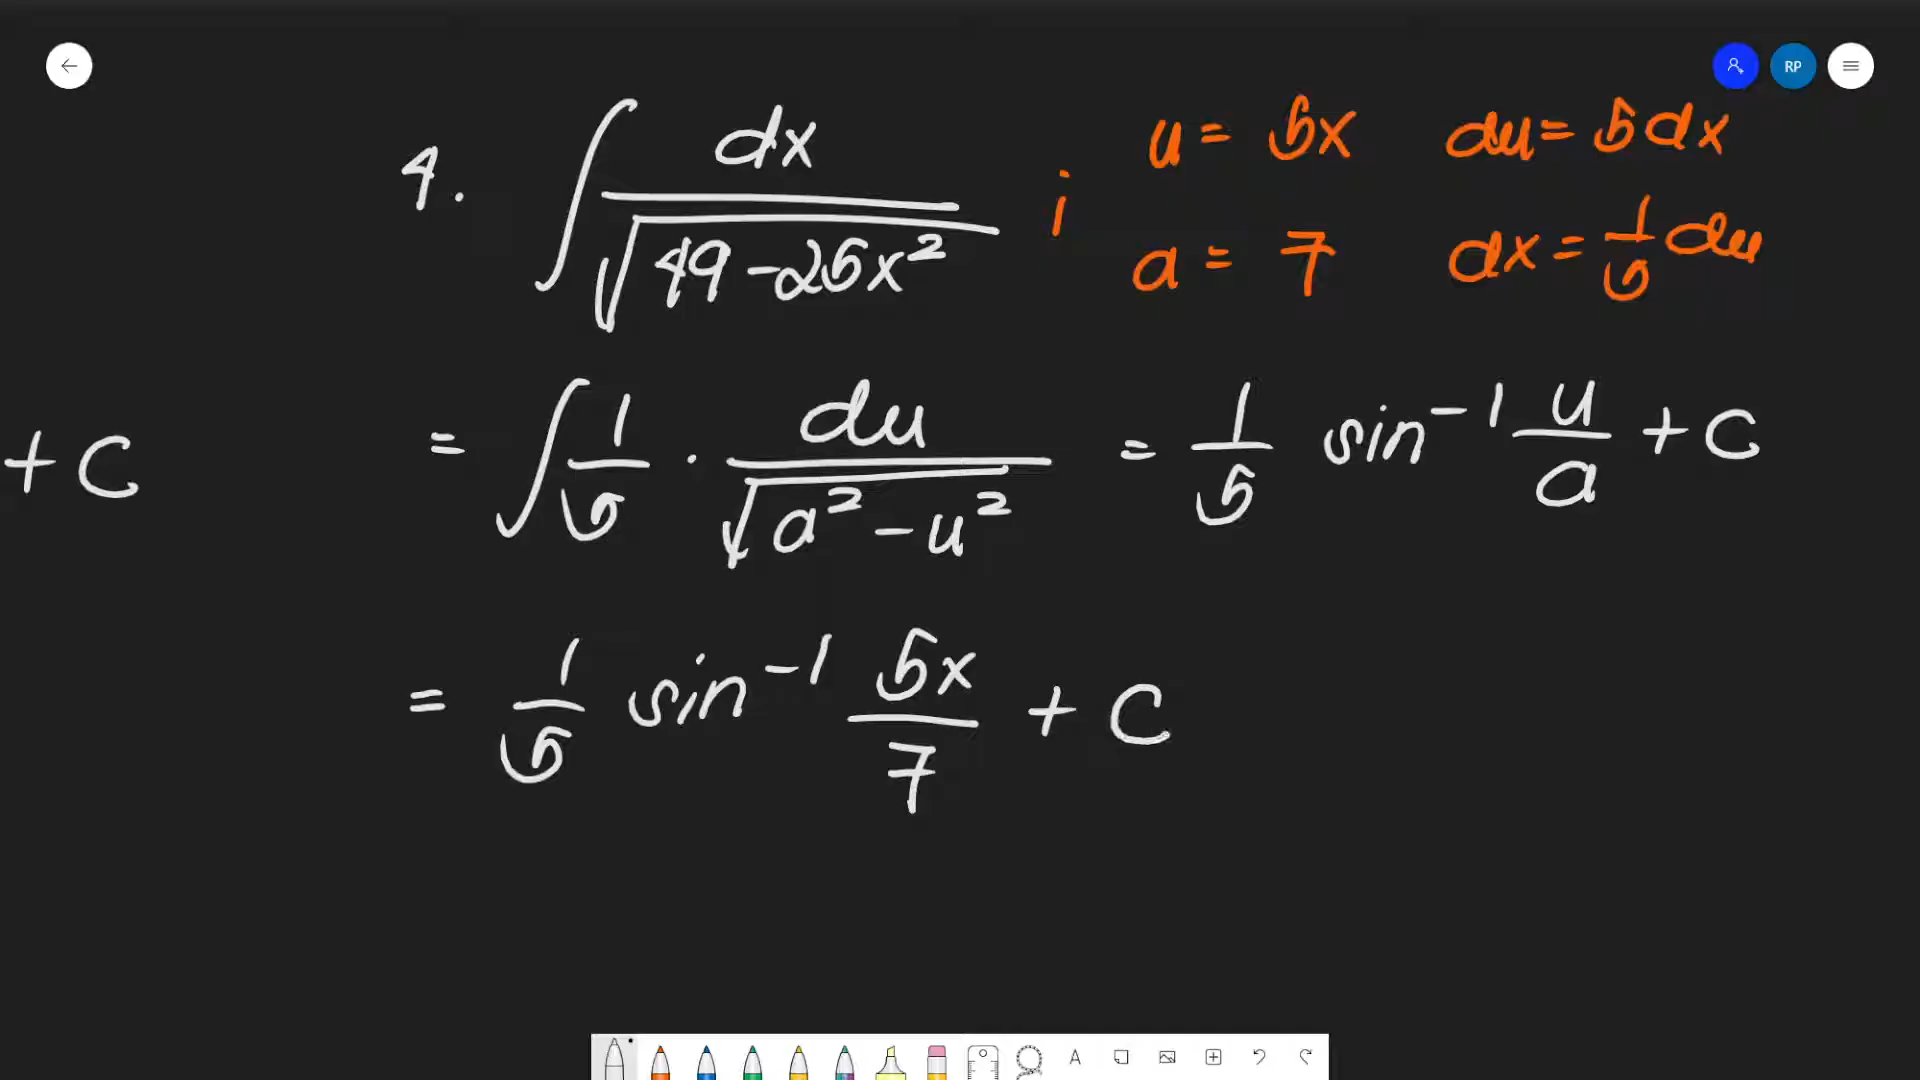 RP
4. ∫ dx / √(49 - 25x²) ; u = 5x du = 5dx
a = 7 dx = 1/5 du
+ C
= ∫ 1/5 · du / √(a² - u²) = 1/5 sin⁻¹ u/a + C
= 1/5 sin⁻¹ 5x/7 + C
A